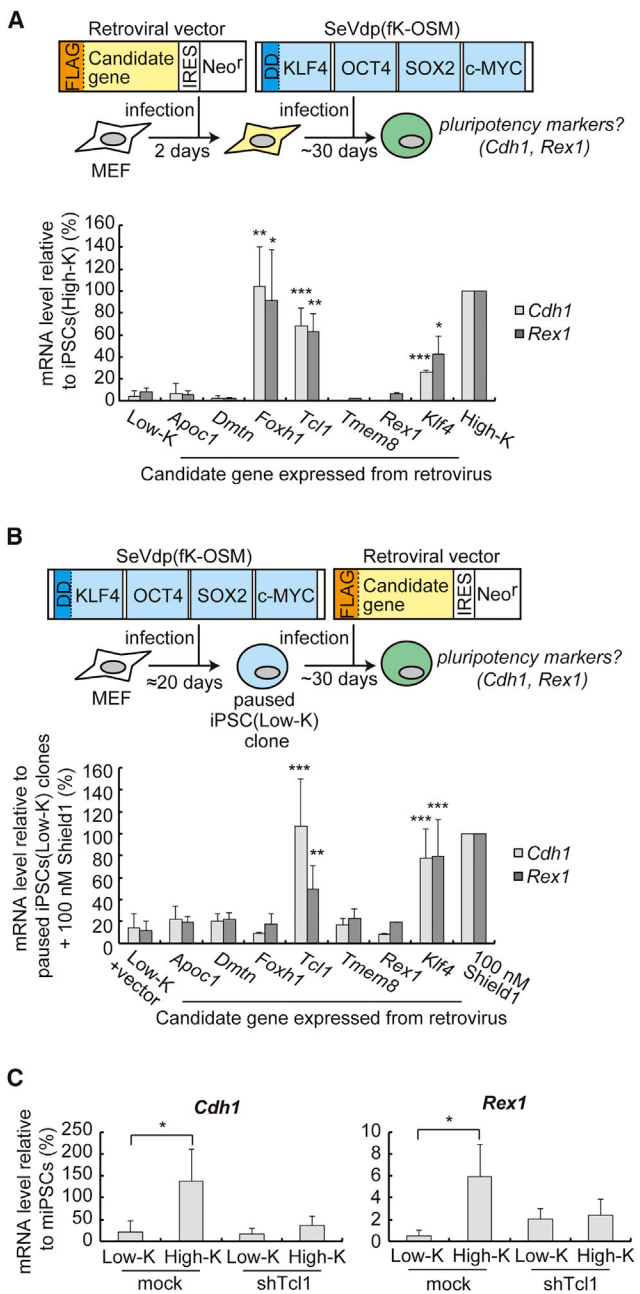 A
Retroviral vector
SeVdp(fK-OSM)
FLAG
Candidate
gene
IRES
Neor
DD
KLF4
OCT4
SOX2
c-MYC
infection
infection
MEF
2 days
~30 days
pluripotency markers?
(Cdh1, Rex1)
mRNA level relative
to iPSCs(High-K) (%)
160
120
100
80
60
40
20
0
** *
*** **
*** *
Cdh1
Rex1
Low-K
Apoc1
Dmtn
Foxh1
Tcl1
Tmem8
Rex1
Klf4
High-K
Candidate gene expressed from retrovirus
B
SeVdp(fK-OSM)
Retroviral vector
DD
KLF4
OCT4
SOX2
c-MYC
FLAG
Candidate
gene
IRES
Neor
infection
infection
MEF
≈20 days
~30 days
paused
iPSC(Low-K)
clone
pluripotency markers?
(Cdh1, Rex1)
mRNA level relative to
paused iPSCs(Low-K) clones
+ 100 nM Shield1 (%)
160
120
100
80
60
40
20
0
*** **
*** ***
Cdh1
Rex1
Low-K
+vector
Apoc1
Dmtn
Foxh1
Tcl1
Tmem8
Rex1
Klf4
100 nM
Shield1
Candidate gene expressed from retrovirus
C
Cdh1
mRNA level relative
to miPSCs (%)
250
200
150
100
50
0
*
Low-K High-K Low-K High-K
mock shTcl1
Rex1
10
8
6
4
2
0
*
Low-K High-K Low-K High-K
mock shTcl1